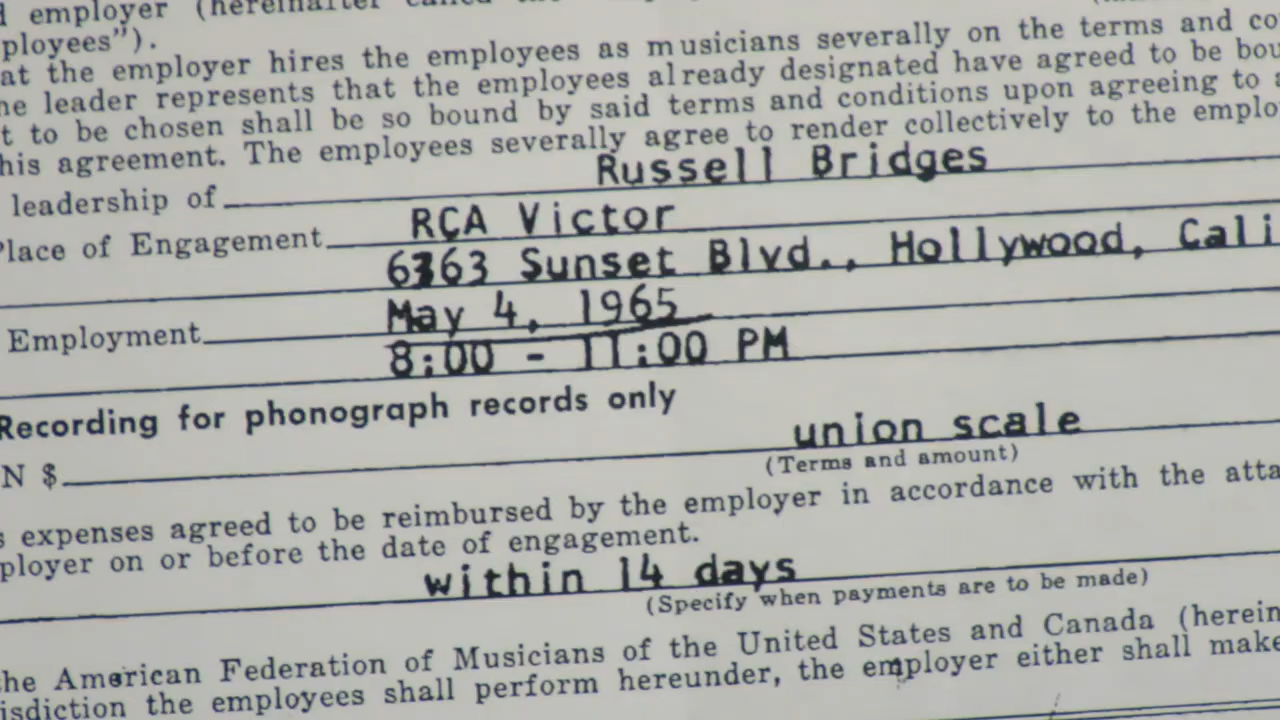 employer (hereinafter called the
ployees").
at the employer hires the employees as musicians severally on the terms and co
he leader represents that the employees already designated have agreed to be bou
t to be chosen shall be so bound by said terms and conditions upon agreeing to a
his agreement. The employees severally agree to render collectively to the emplo
leadership of Russell Bridges
Place of Engagement RCA Victor
6363 Sunset Blvd., Hollywood, Cali
Employment May 4, 1965
8:00 - 11:00 PM
Recording for phonograph records only
N $ union scale
(Terms and amount)
s expenses agreed to be reimbursed by the employer in accordance with the atta
ployer on or before the date of engagement.
within 14 days
(Specify when payments are to be made)
the American Federation of Musicians of the United States and Canada (herein
isdiction the employees shall perform hereunder, the employer either shall make